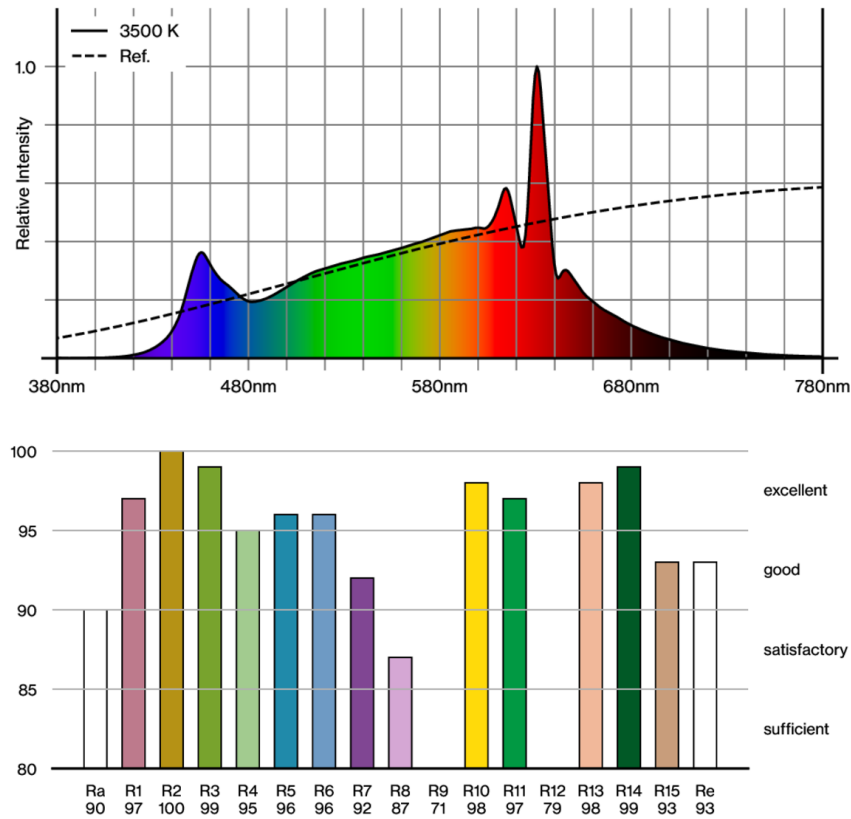 3500 K
Ref.
1.0
Relative Intensity
380nm 480nm 580nm 680nm 780nm
100
excellent
95
good
90
satisfactory
85
sufficient
80
Ra R1 R2 R3 R4 R5 R6 R7 R8 R9 R10 R11 R12 R13 R14 R15 Re
90 97 100 99 95 96 96 92 87 71 98 97 79 98 99 93 93